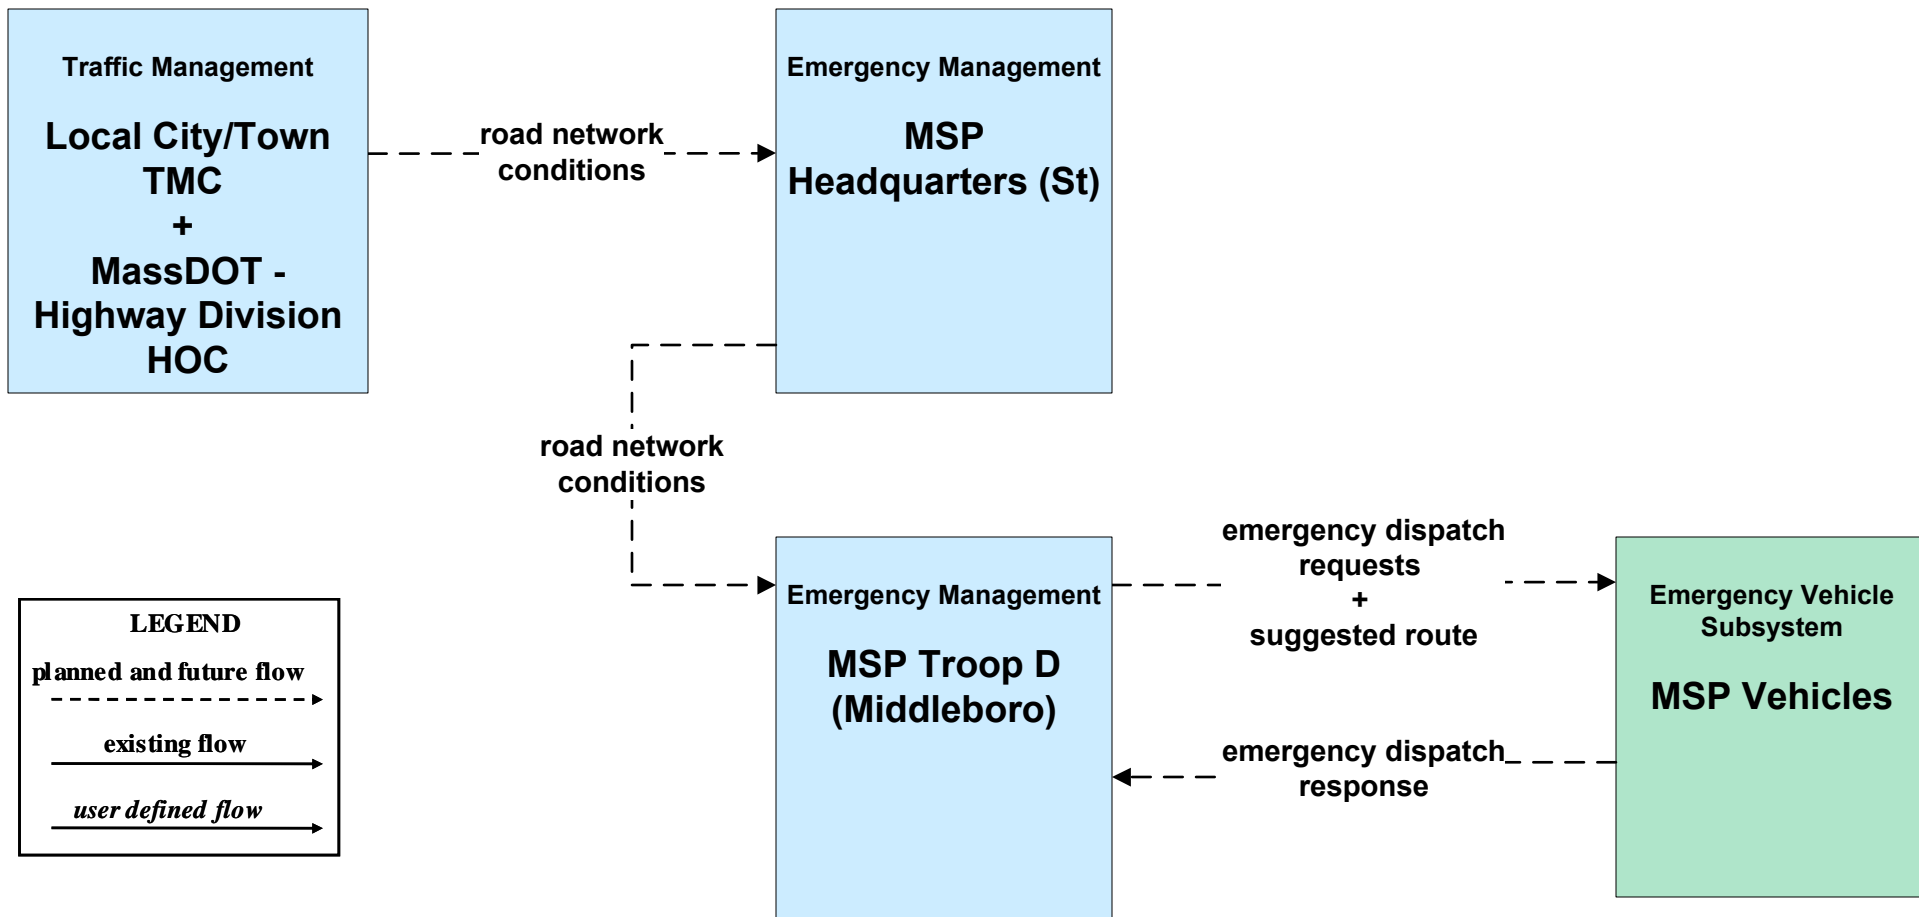 Traffic Management
Local City/Town
TMC
+
MassDOT -
Highway Division
HOC
road network
conditions
Emergency Management
MSP
Headquarters (St)
road network
conditions
Emergency Management
MSP Troop D
(Middleboro)
emergency dispatch
requests
+
suggested route
emergency dispatch
response
Emergency Vehicle
Subsystem
MSP Vehicles
LEGEND
planned and future flow
existing flow
user defined flow